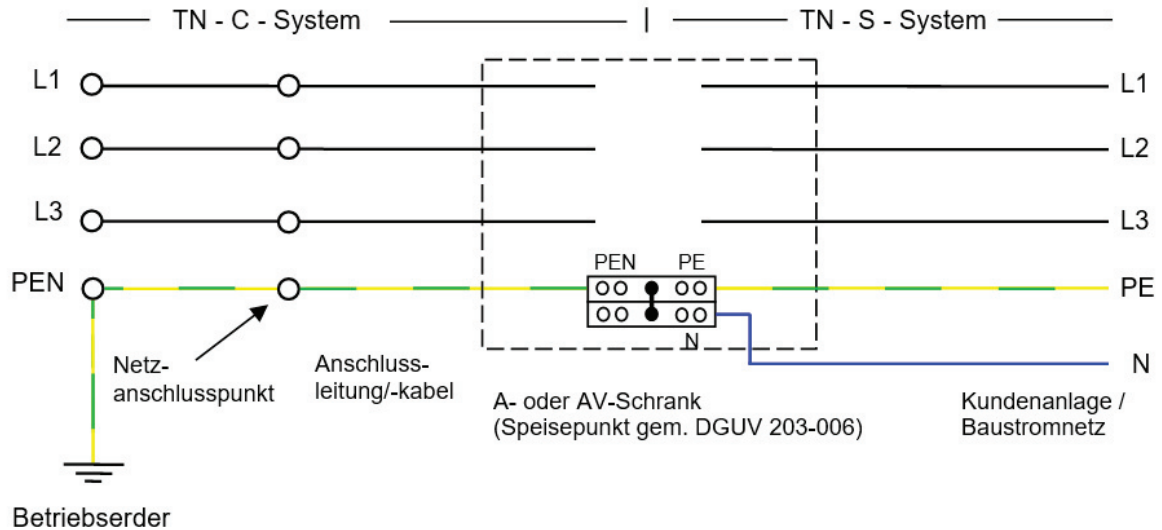 TN - C - System
TN - S - System
L1
L1
L2
L2
L3
L3
PEN
PEN
PE
PE
N
N
Netz-
anschlusspunkt
Anschluss-
leitung/-kabel
A- oder AV-Schrank
(Speisepunkt gem. DGUV 203-006)
Kundenanlage /
Baustromnetz
Betriebserder